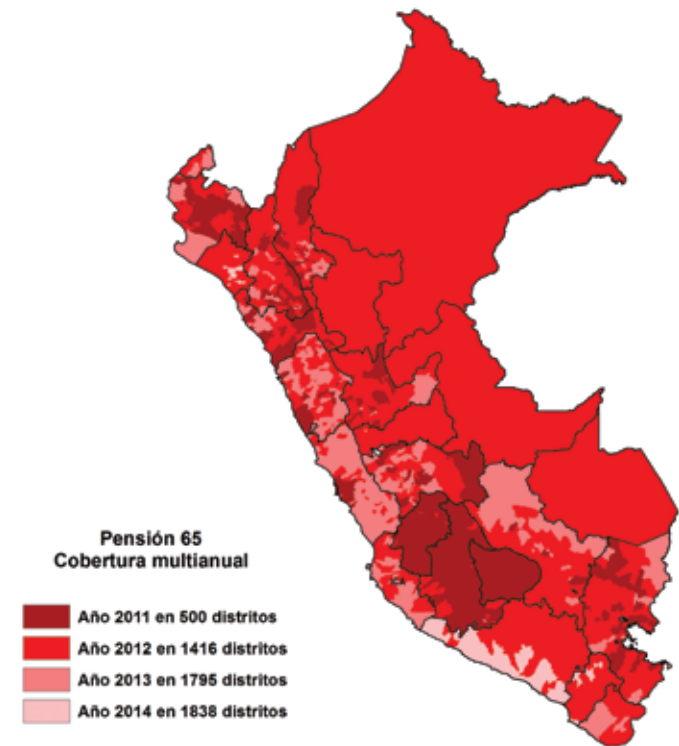 Pensión 65
Cobertura multianual
Año 2011 en 500 distritos
Año 2012 en 1416 distritos
Año 2013 en 1795 distritos
Año 2014 en 1838 distritos